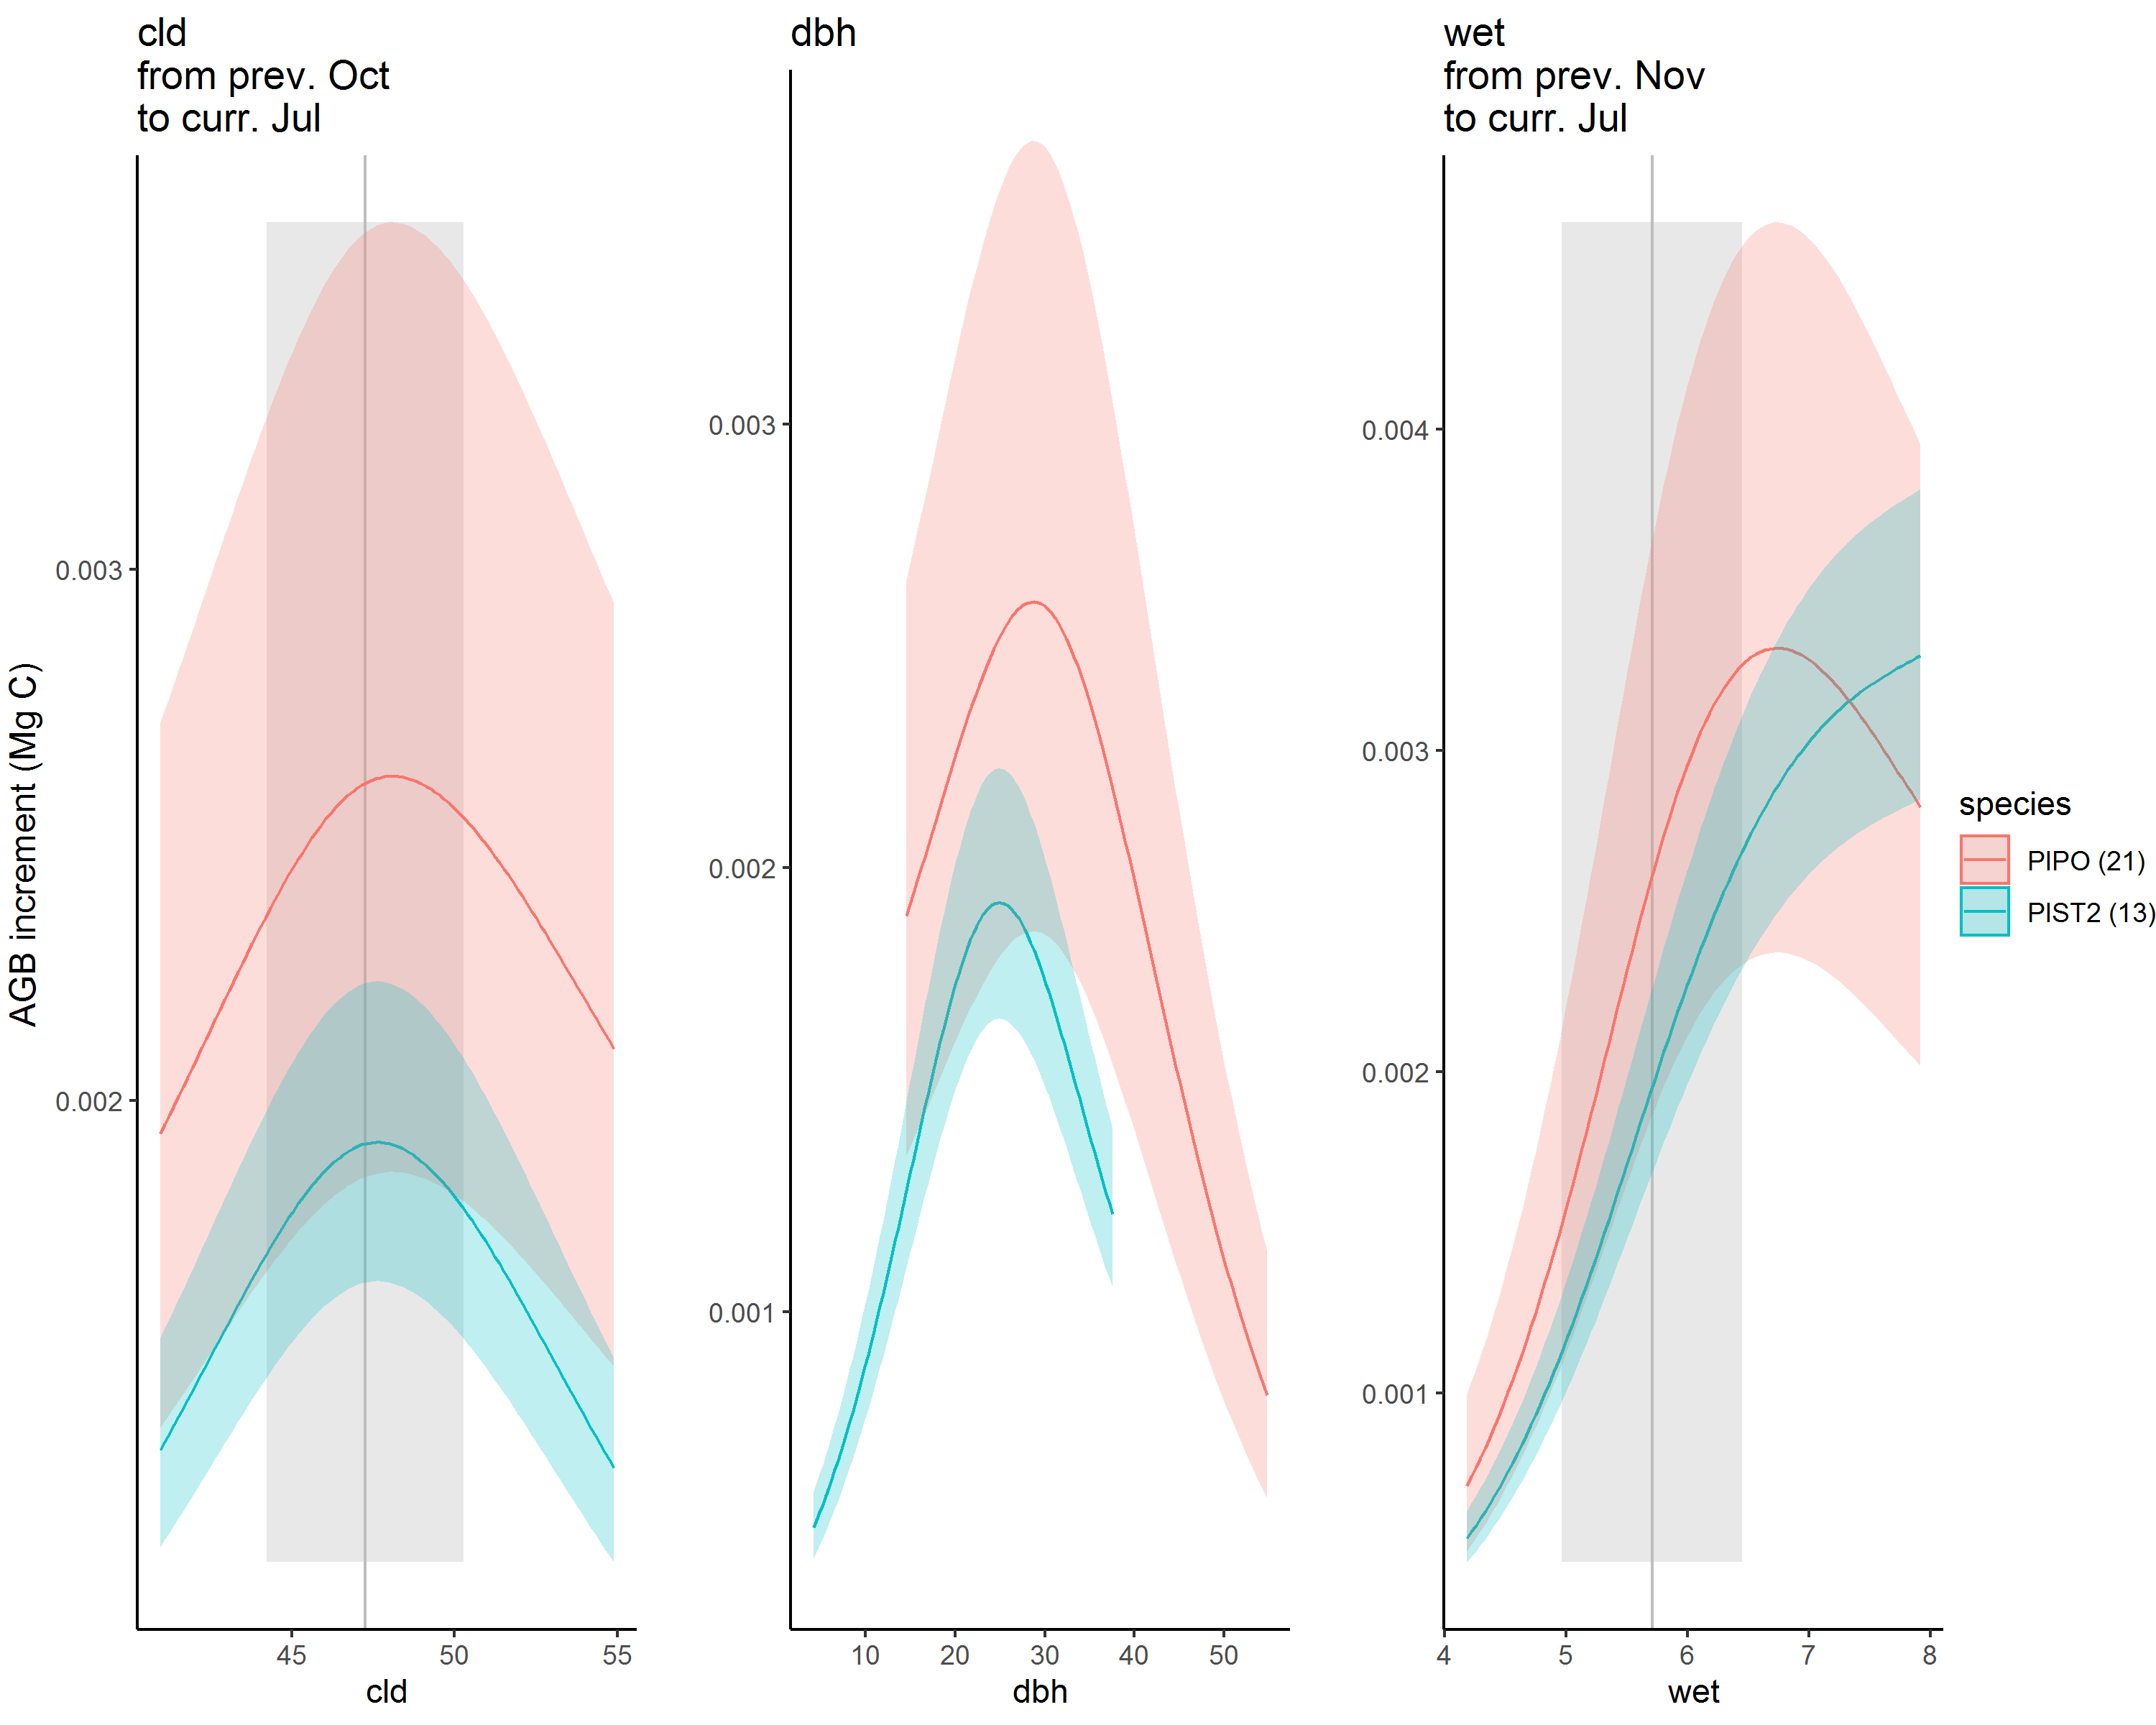 cld
from prev. Oct
to curr. Jul
dbh
wet
from prev. Nov
to curr. Jul
AGB increment (Mg C)
0.003
0.002
45
50
55
cld
0.003
0.002
0.001
10
20
30
40
50
dbh
0.004
0.003
0.002
0.001
4
5
6
7
8
wet
species
PIPO (21)
PIST2 (13)